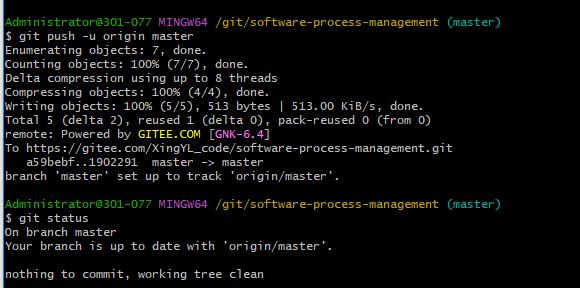 Administrator@301-077 MINGW64 /git/software-process-management (master)
$ git push -u origin master
Enumerating objects: 7, done.
Counting objects: 100% (7/7), done.
Delta compression using up to 8 threads
Compressing objects: 100% (4/4), done.
Writing objects: 100% (5/5), 513 bytes | 513.00 KiB/s, done.
Total 5 (delta 2), reused 1 (delta 0), pack-reused 0 (from 0)
remote: Powered by GITEE.COM [GNK-6.4]
To https://gitee.com/XingYL_code/software-process-management.git
   a59bebf..1902291  master -> master
branch 'master' set up to track 'origin/master'.
Administrator@301-077 MINGW64 /git/software-process-management (master)
$ git status
On branch master
Your branch is up to date with 'origin/master'.
nothing to commit, working tree clean